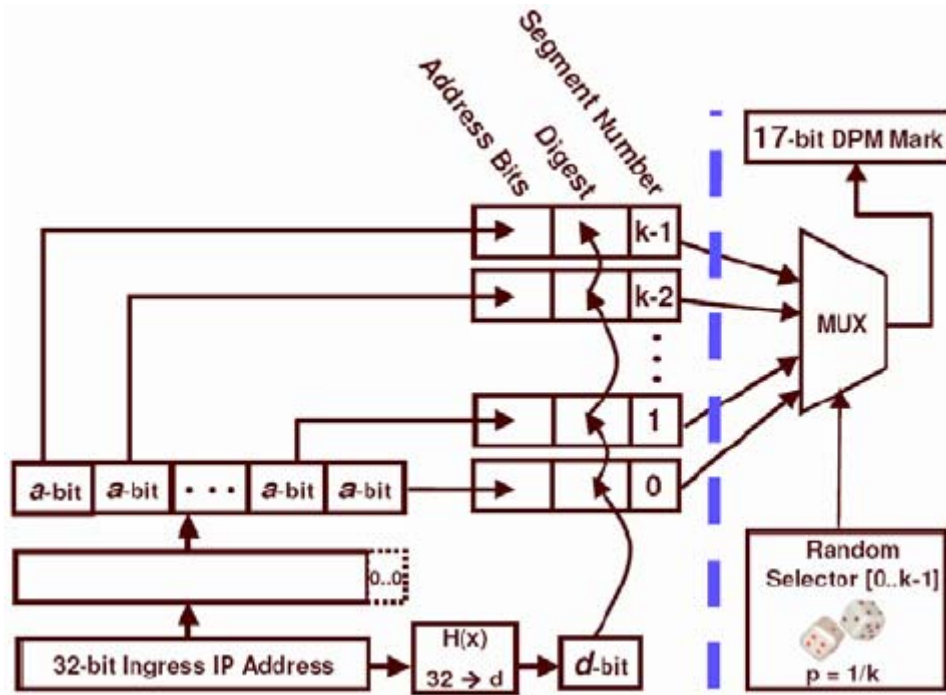 Address Bits
Digest
Segment Number
17-bit DPM Mark
k-1
k-2
MUX
1
0
a-bit a-bit ... a-bit a-bit
0..0
32-bit Ingress IP Address
H(x)
32 → d
d-bit
Random
Selector [0..k-1]
p = 1/k